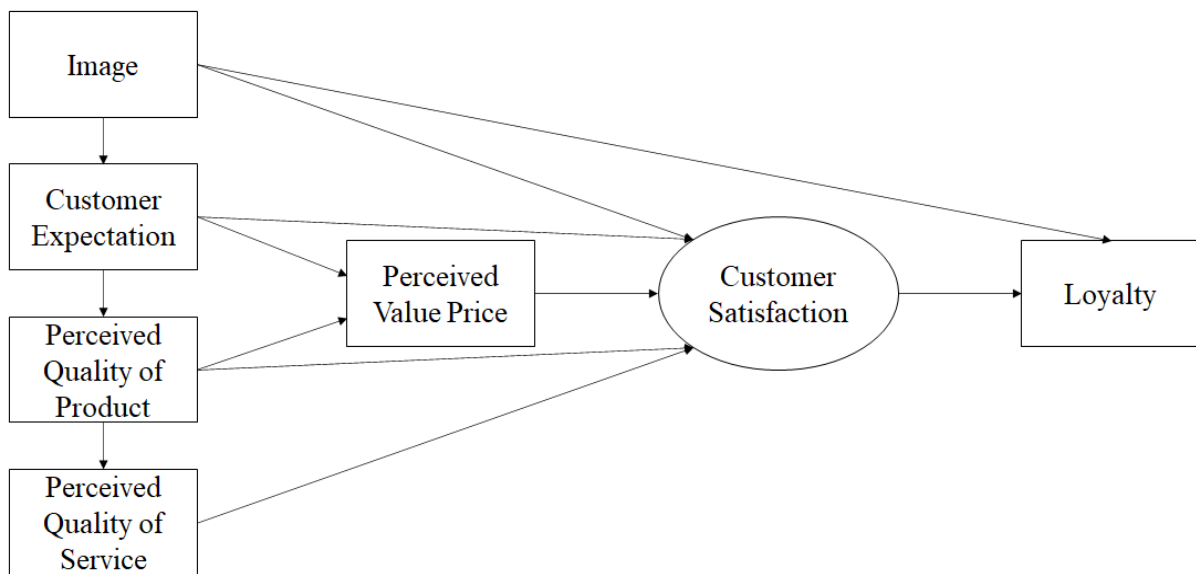 Image
Customer
Expectation
Perceived
Quality of
Product
Perceived
Quality of
Service
Perceived
Value Price
Customer
Satisfaction
Loyalty